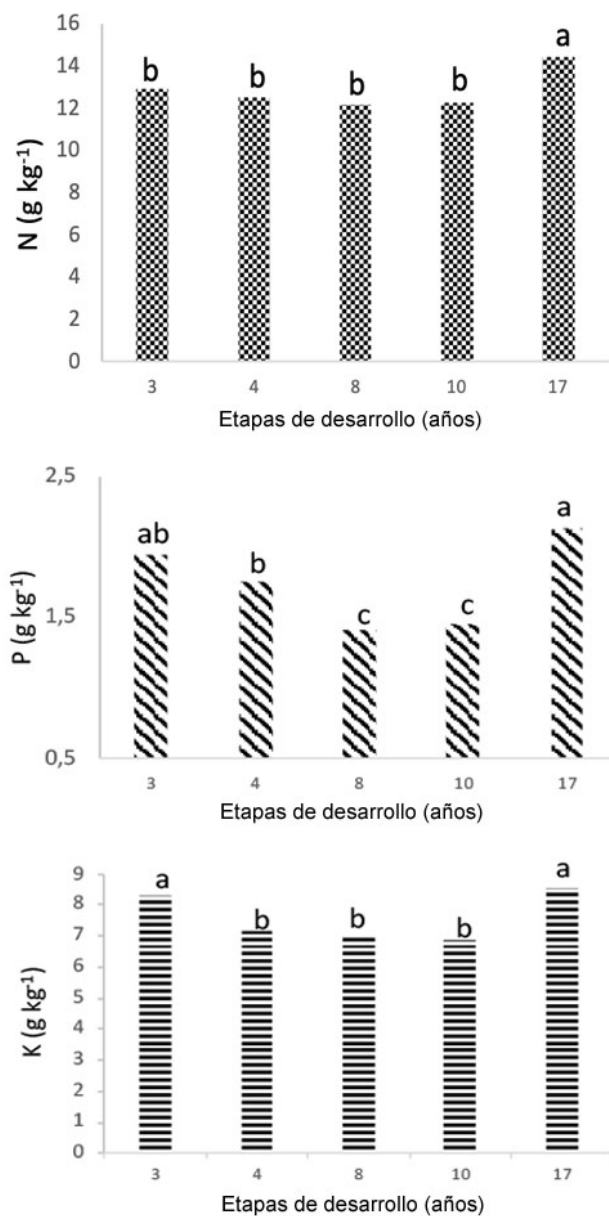 16
14
12
10
8
6
4
2
0
N (g kg⁻¹)
b b b b a
3 4 8 10 17
Etapas de desarrollo (años)
2,5
1,5
0,5
P (g kg⁻¹)
ab b c c a
3 4 8 10 17
Etapas de desarrollo (años)
9
8
7
6
5
4
3
2
1
0
K (g kg⁻¹)
a b b b a
3 4 8 10 17
Etapas de desarrollo (años)